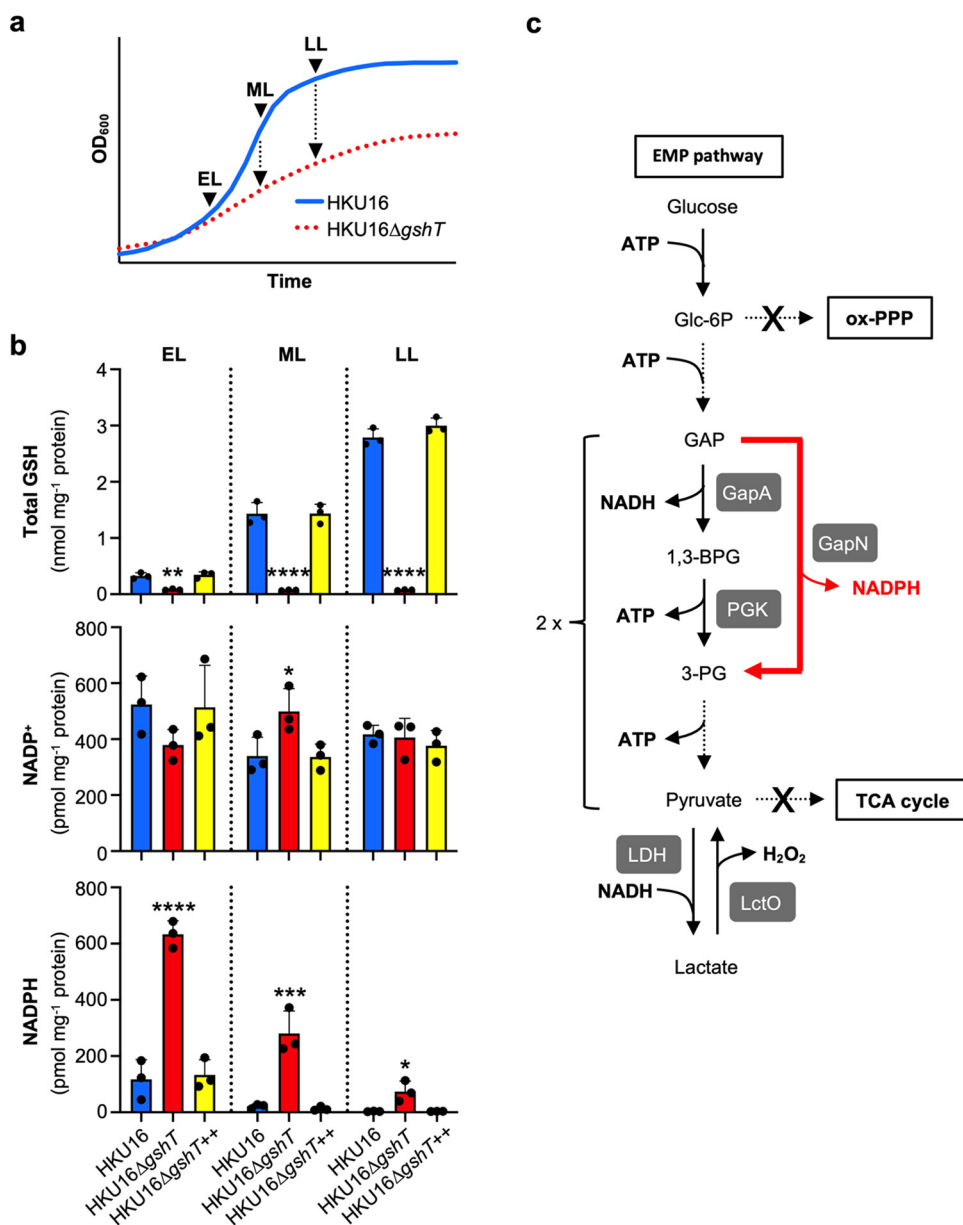 a
LL
ML
EL
OD600
HKU16
HKU16ΔgshT
Time
b
EL ML LL
Total GSH
(nmol mg-1 protein)
4
3
2
1
0
** **** ****
NADP+
(pmol mg-1 protein)
800
600
400
200
0
*
NADPH
(pmol mg-1 protein)
800
600
400
200
0
**** *** *
HKU16
HKU16ΔgshT
HKU16ΔgshT++
HKU16
HKU16ΔgshT
HKU16ΔgshT++
HKU16
HKU16ΔgshT
HKU16ΔgshT++
c
EMP pathway
Glucose
ATP
Glc-6P X ox-PPP
ATP
GAP
NADH GapA
GapN
1,3-BPG
NADPH
ATP PGK
2 x
3-PG
ATP
Pyruvate X TCA cycle
LDH H2O2
NADH LctO
Lactate